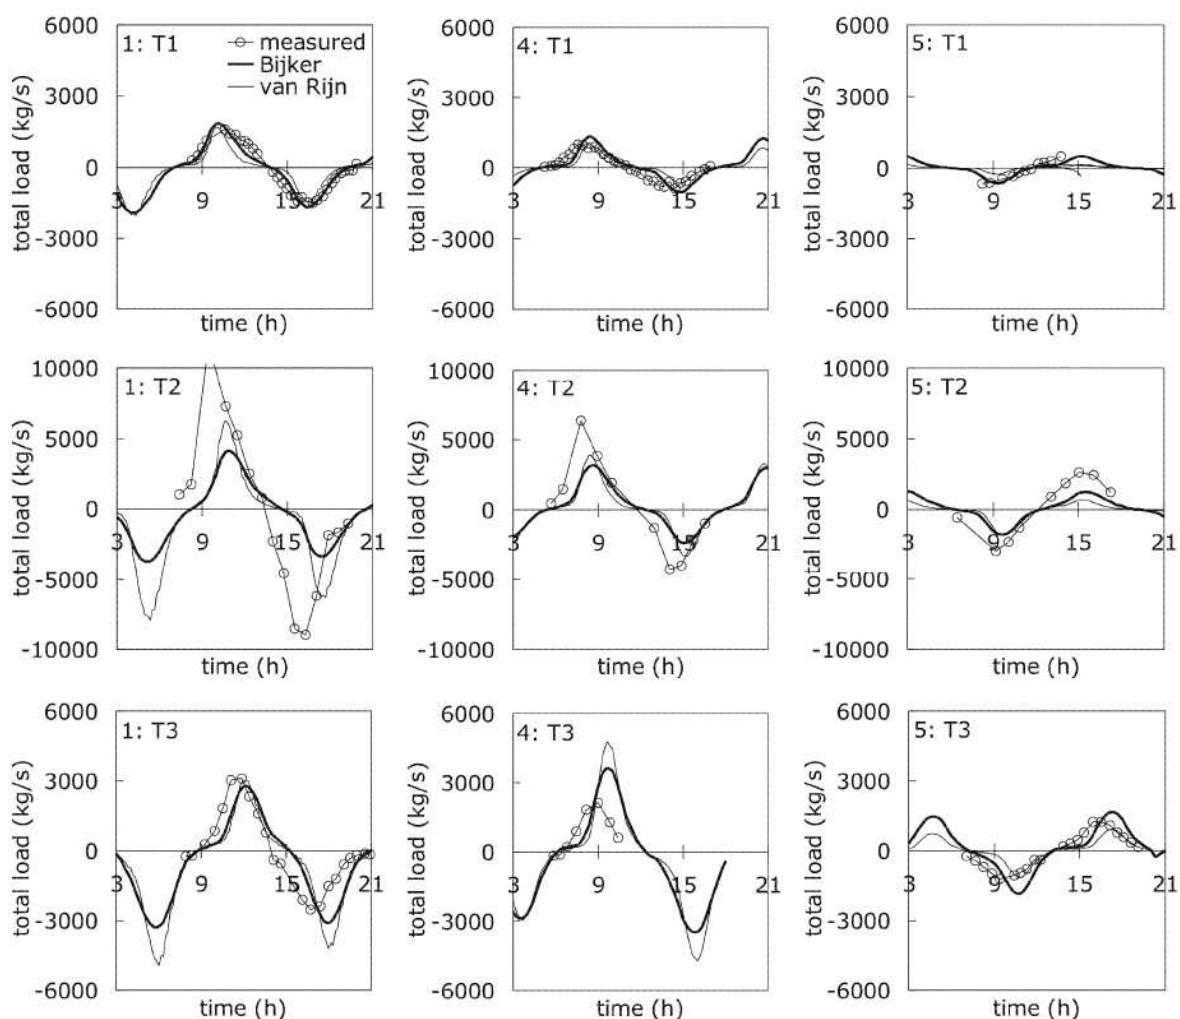 6000
3000
0
-3000
-6000
total load (kg/s)
1: T1
measured
Bijker
van Rijn
3 9 15 21
time (h)
6000
3000
0
-3000
-6000
total load (kg/s)
4: T1
3 9 15 21
time (h)
6000
3000
0
-3000
-6000
total load (kg/s)
5: T1
3 9 15 21
time (h)
10000
5000
0
-5000
-10000
total load (kg/s)
1: T2
3 9 15 21
time (h)
10000
5000
0
-5000
-10000
total load (kg/s)
4: T2
3 9 15 21
time (h)
10000
5000
0
-5000
-10000
total load (kg/s)
5: T2
3 9 15 21
time (h)
6000
3000
0
-3000
-6000
total load (kg/s)
1: T3
3 9 15 21
time (h)
6000
3000
0
-3000
-6000
total load (kg/s)
4: T3
3 9 15 21
time (h)
6000
3000
0
-3000
-6000
total load (kg/s)
5: T3
3 9 15 21
time (h)